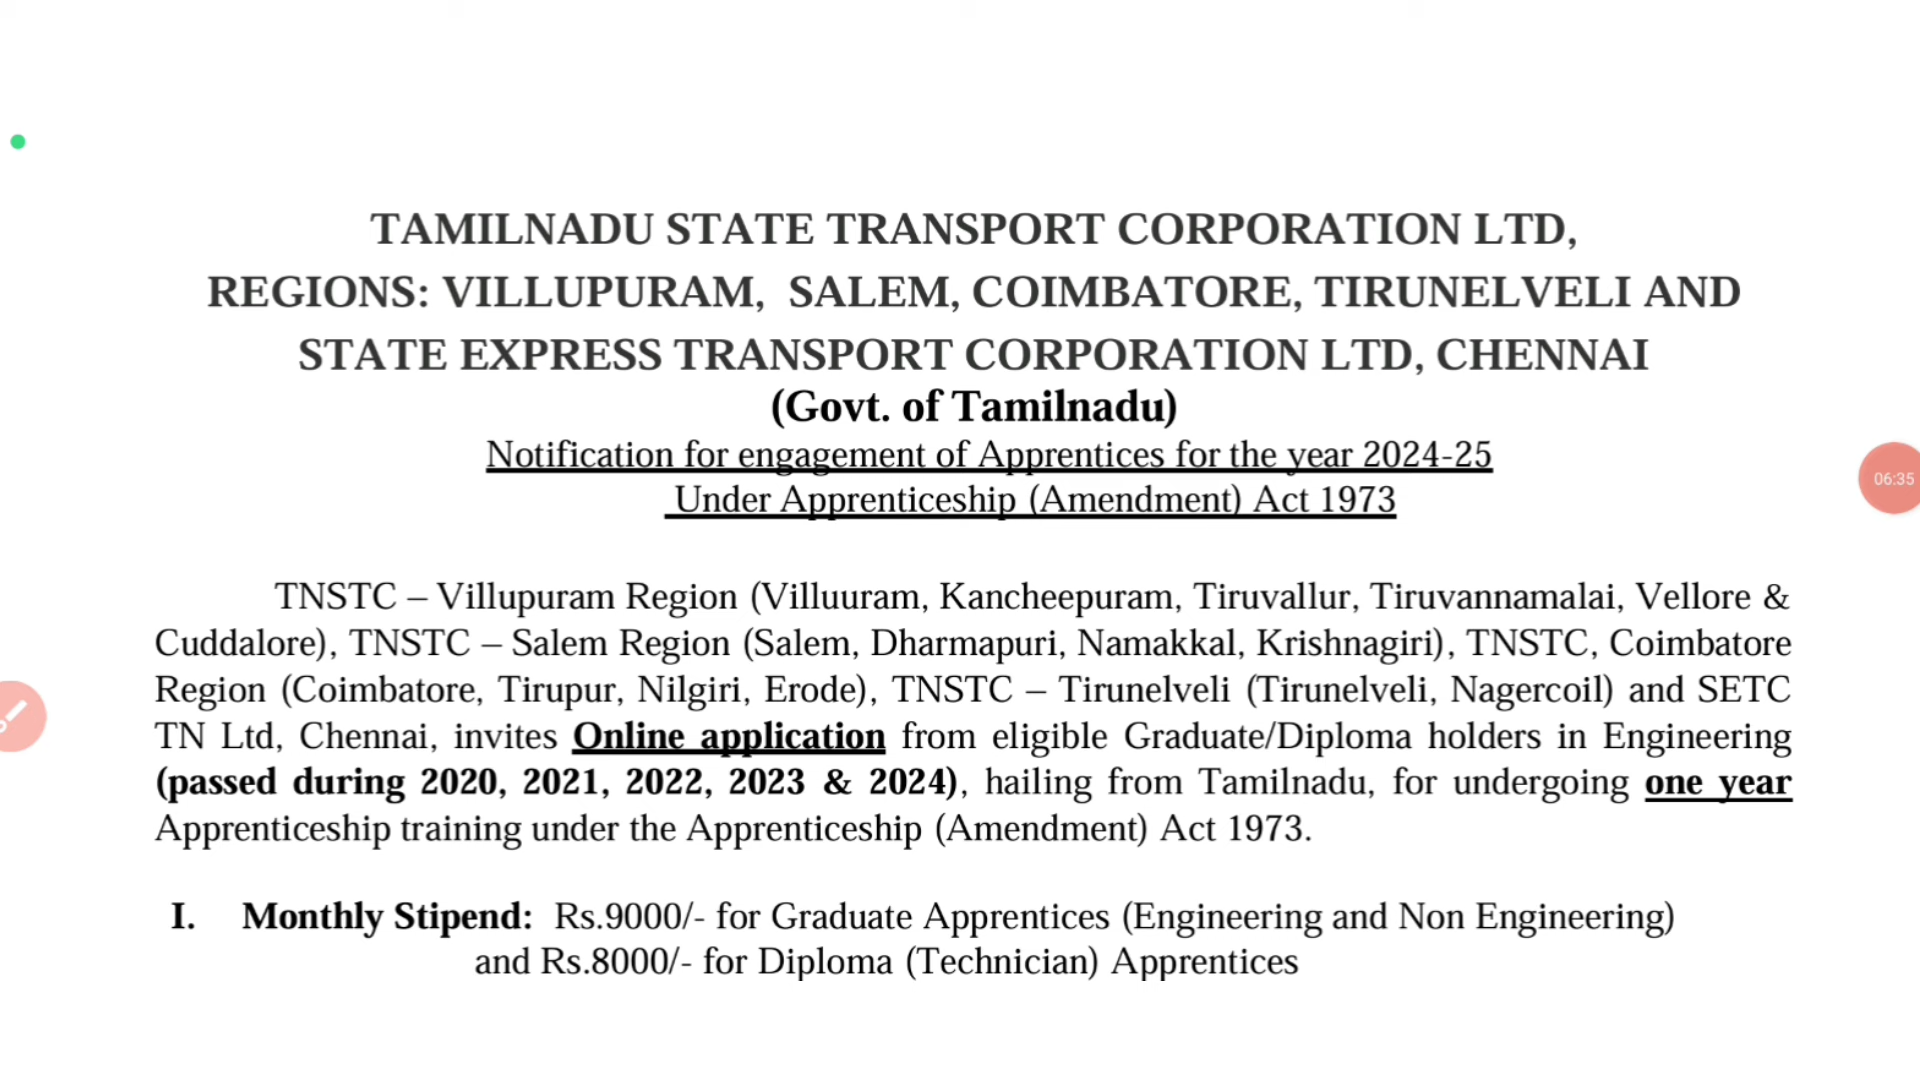 TAMILNADU STATE TRANSPORT CORPORATION LTD,
REGIONS: VILLUPURAM, SALEM, COIMBATORE, TIRUNELVELI AND
STATE EXPRESS TRANSPORT CORPORATION LTD, CHENNAI
(Govt. of Tamilnadu)
Notification for engagement of Apprentices for the year 2024-25
Under Apprenticeship (Amendment) Act 1973
06:35
TNSTC – Villupuram Region (Villuuram, Kancheepuram, Tiruvallur, Tiruvannamalai, Vellore &
Cuddalore), TNSTC – Salem Region (Salem, Dharmapuri, Namakkal, Krishnagiri), TNSTC, Coimbatore
Region (Coimbatore, Tirupur, Nilgiri, Erode), TNSTC – Tirunelveli (Tirunelveli, Nagercoil) and SETC
TN Ltd, Chennai, invites Online application from eligible Graduate/Diploma holders in Engineering
(passed during 2020, 2021, 2022, 2023 & 2024), hailing from Tamilnadu, for undergoing one year
Apprenticeship training under the Apprenticeship (Amendment) Act 1973.
I. Monthly Stipend: Rs.9000/- for Graduate Apprentices (Engineering and Non Engineering)
and Rs.8000/- for Diploma (Technician) Apprentices